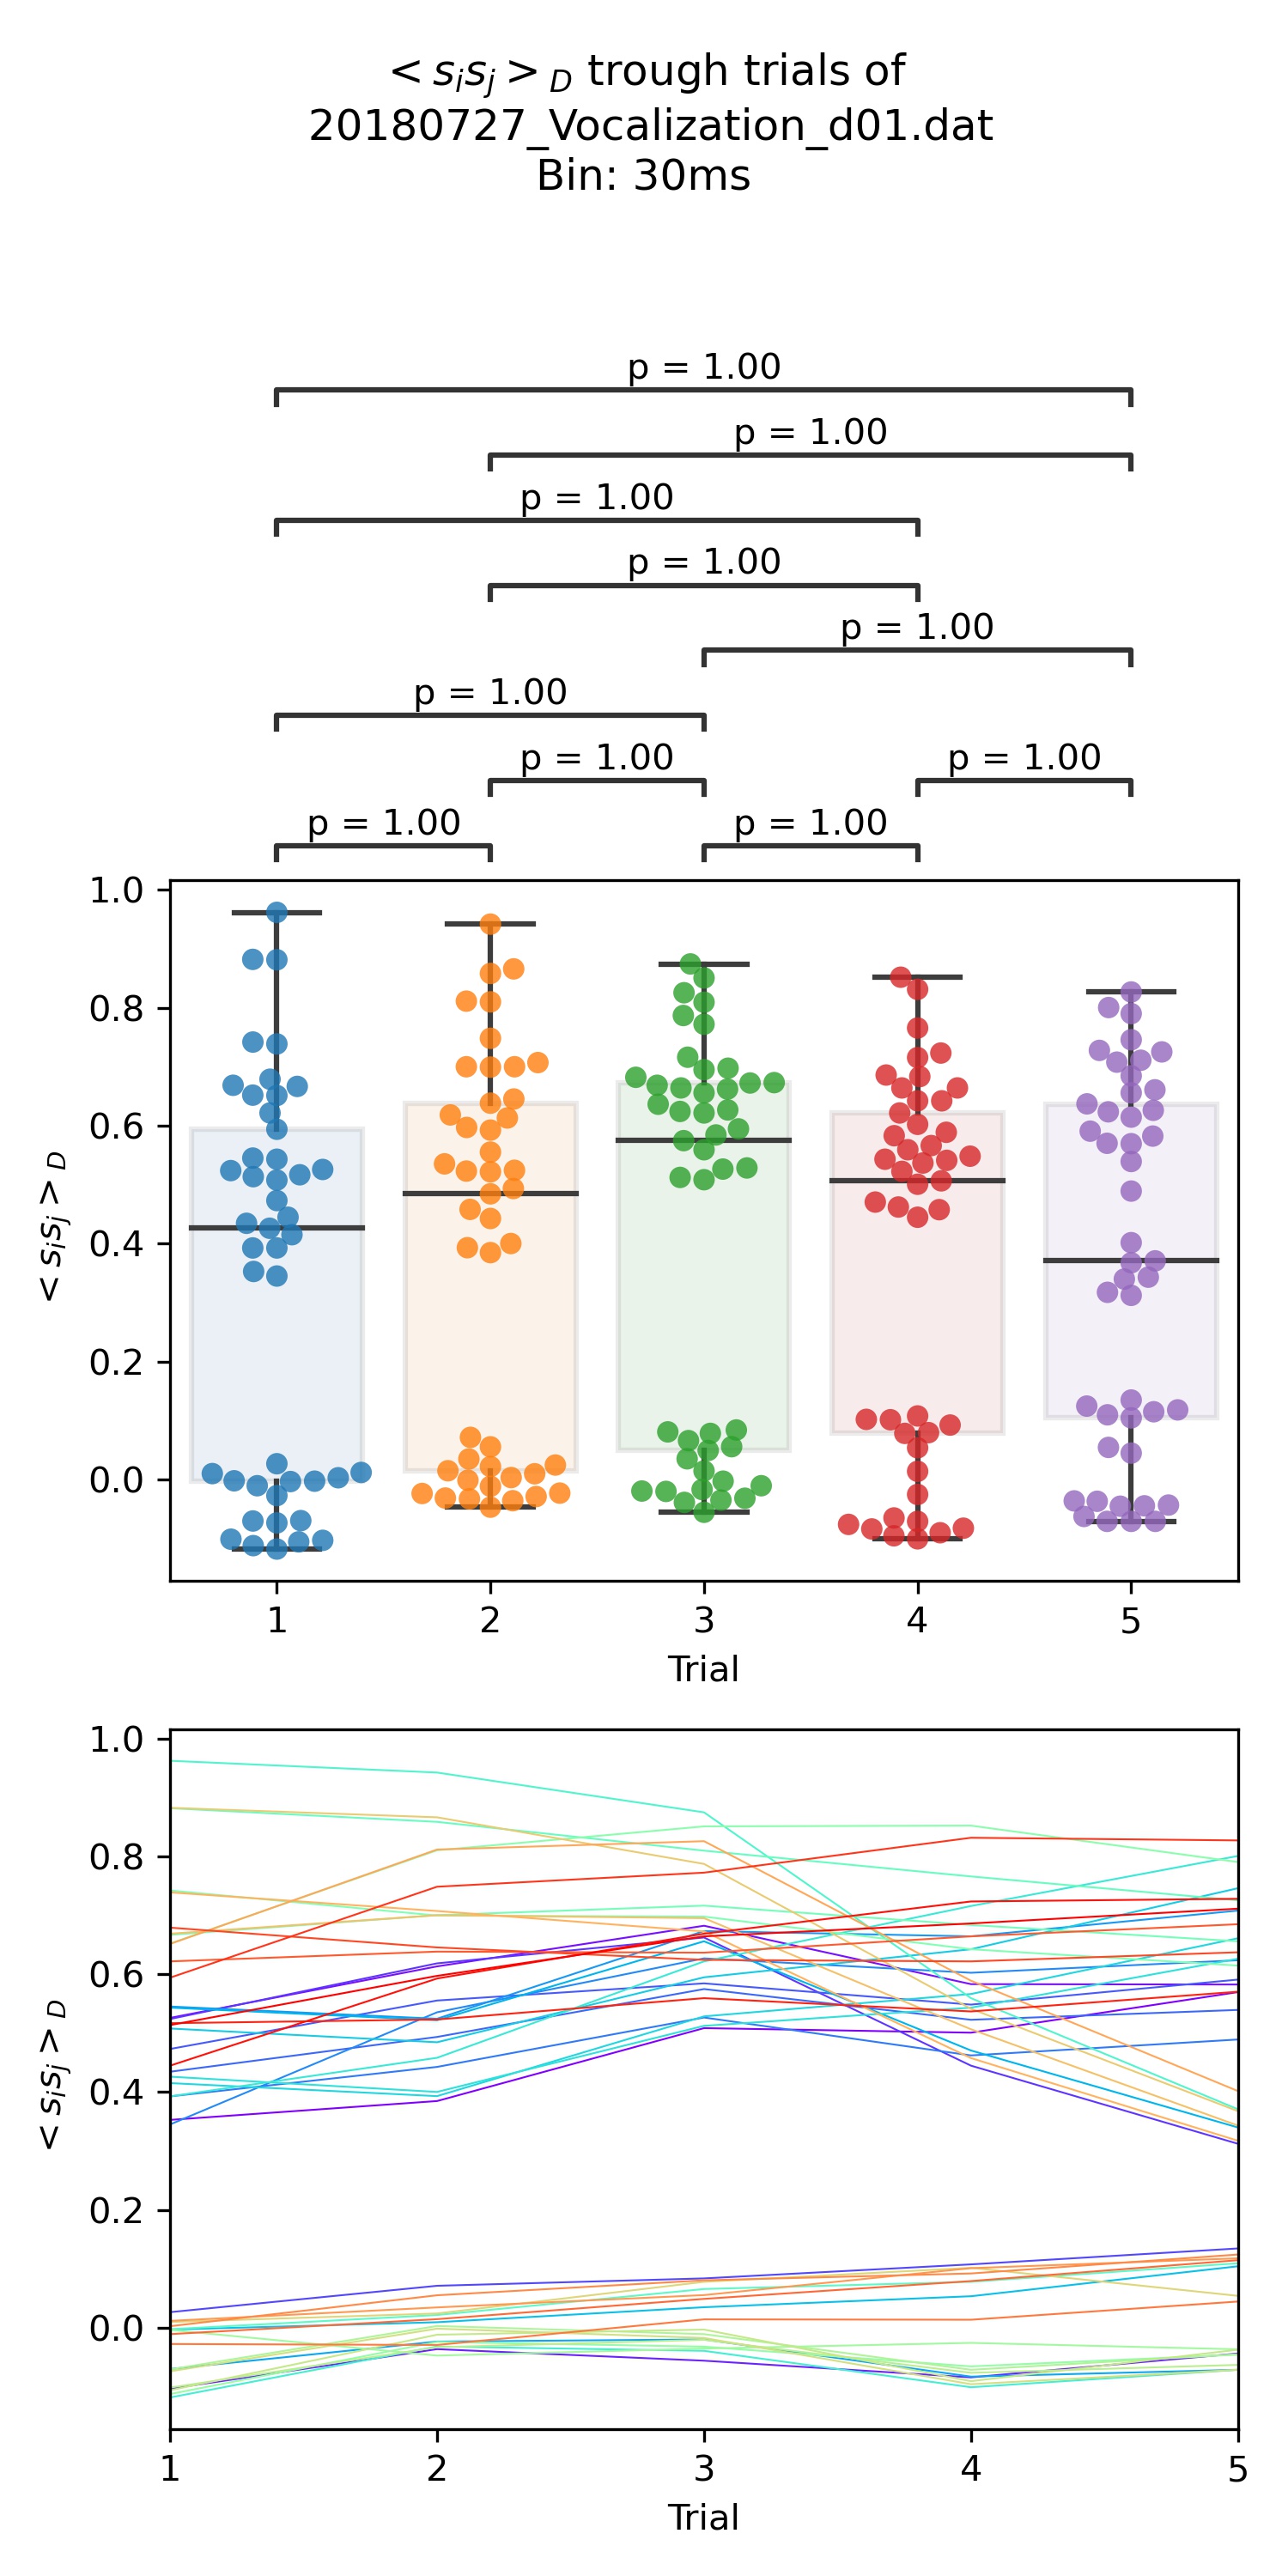 < s_i s_j >_D trough trials of
20180727_Vocalization_d01.dat
Bin: 30ms
p = 1.00
p = 1.00
p = 1.00
p = 1.00
p = 1.00
p = 1.00
p = 1.00 p = 1.00
p = 1.00 p = 1.00
1.0
0.8
0.6
0.4
0.2
0.0
< s_i s_j >_D
1 2 3 4 5
Trial
1.0
0.8
0.6
0.4
0.2
0.0
< s_i s_j >_D
1 2 3 4 5
Trial